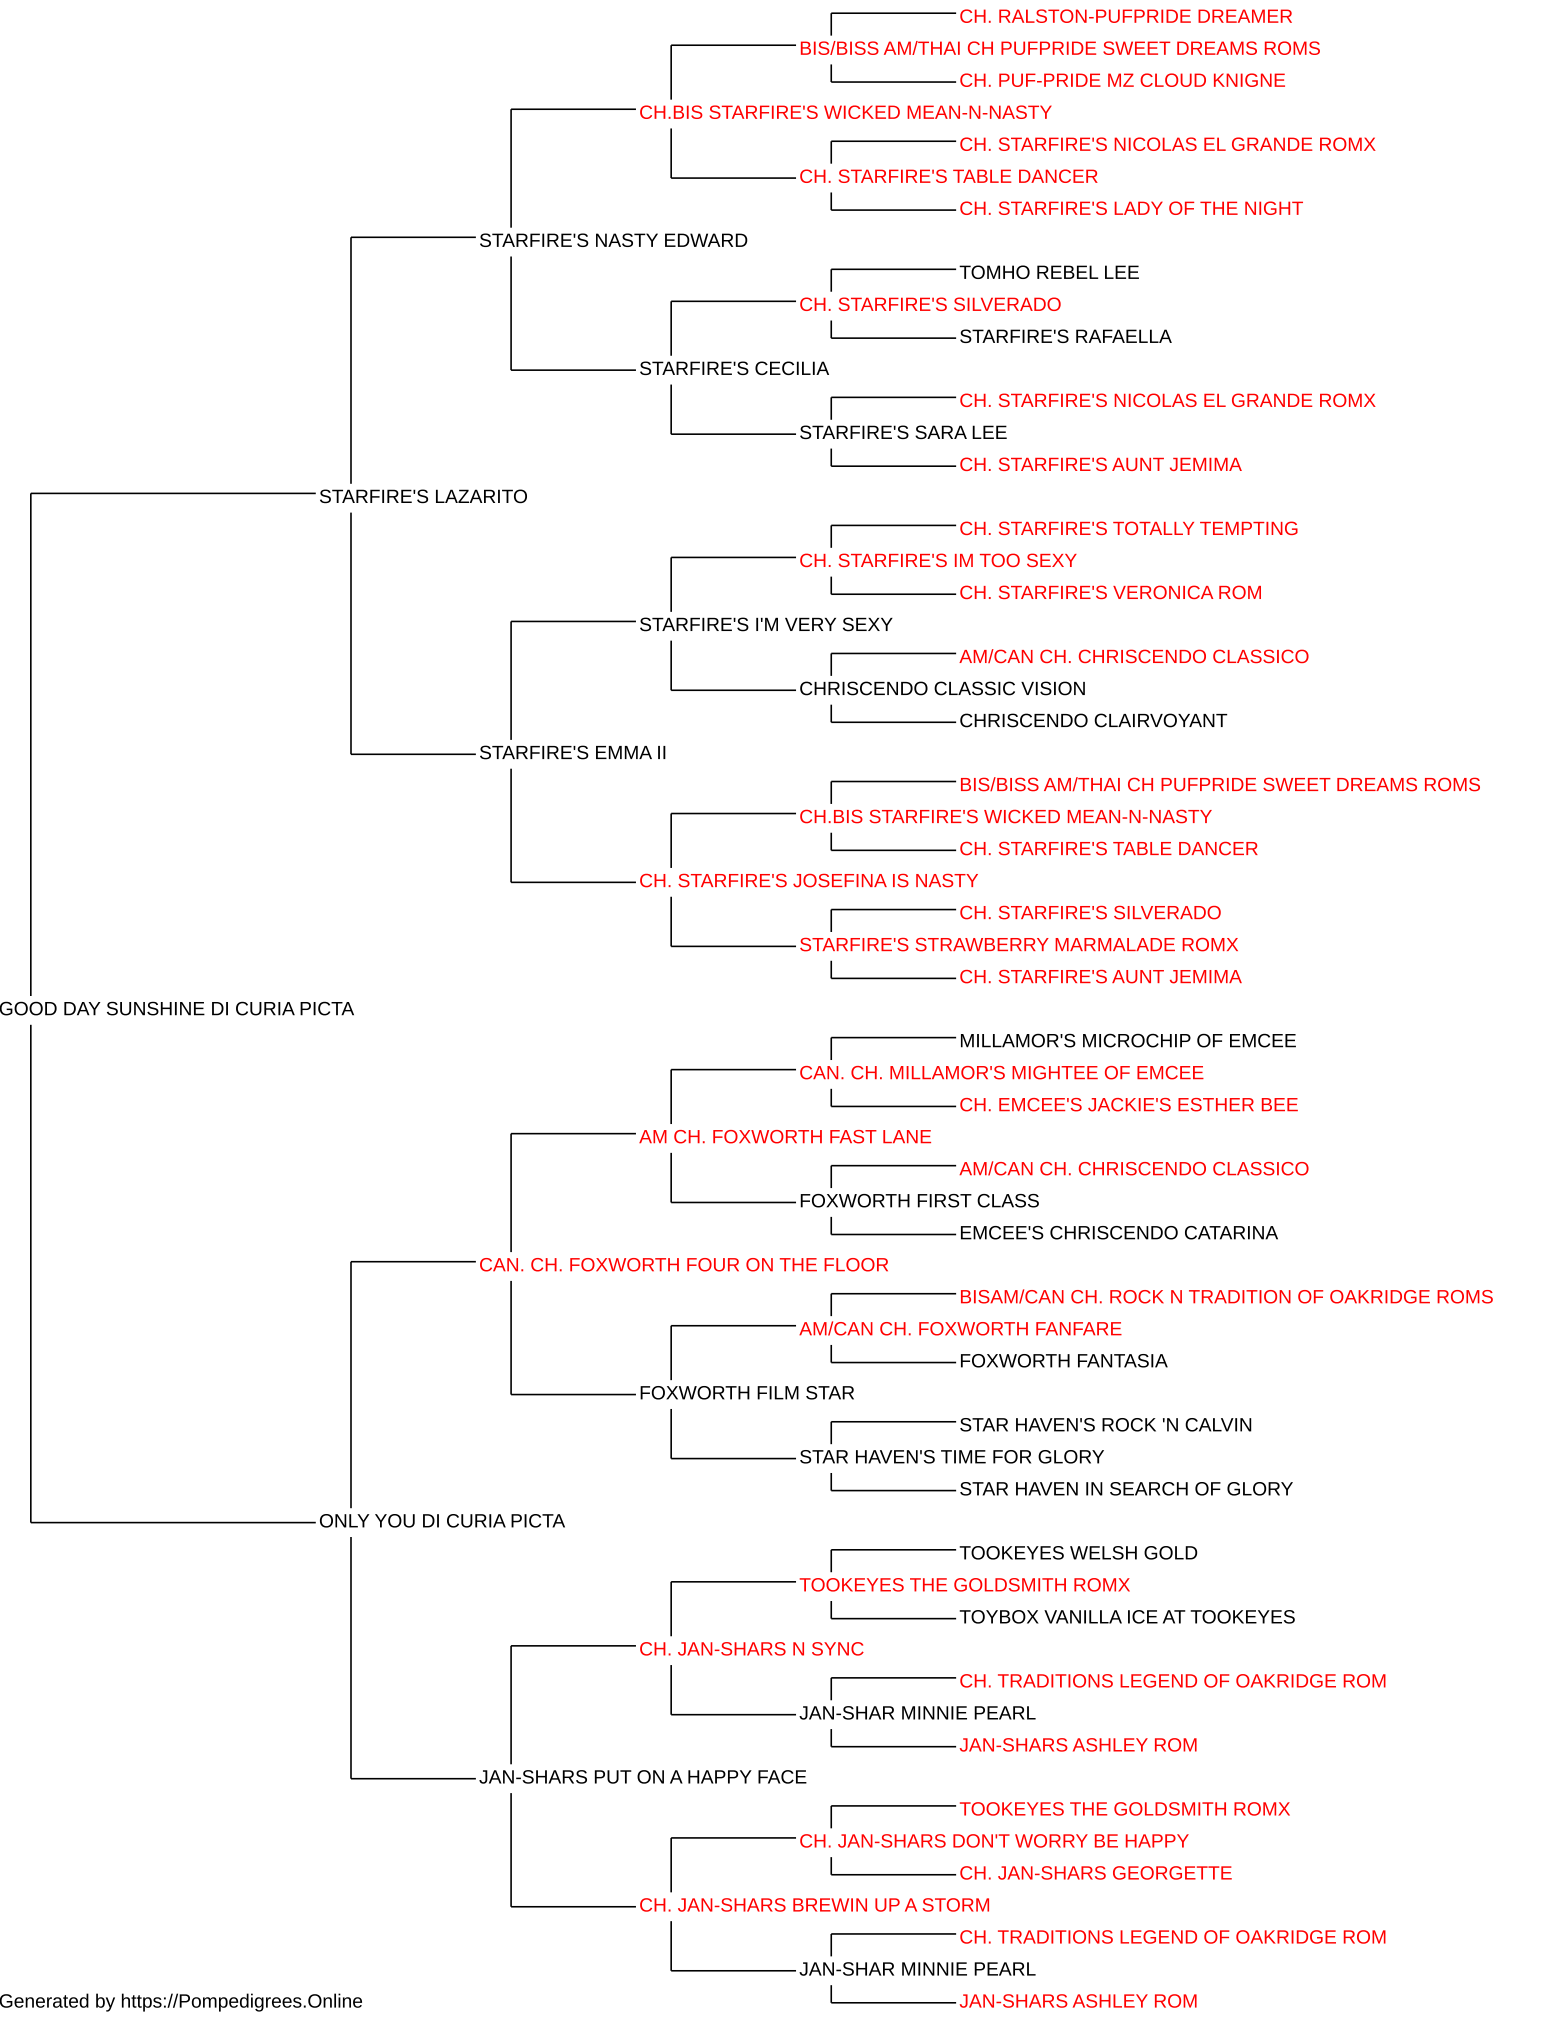 CH. RALSTON-PUFPRIDE DREAMER
BIS/BISS AM/THAI CH PUFPRIDE SWEET DREAMS ROMS
CH. PUF-PRIDE MZ CLOUD KNIGNE
CH.BIS STARFIRE'S WICKED MEAN-N-NASTY
CH. STARFIRE'S NICOLAS EL GRANDE ROMX
CH. STARFIRE'S TABLE DANCER
CH. STARFIRE'S LADY OF THE NIGHT
STARFIRE'S NASTY EDWARD
TOMHO REBEL LEE
CH. STARFIRE'S SILVERADO
STARFIRE'S RAFAELLA
STARFIRE'S CECILIA
CH. STARFIRE'S NICOLAS EL GRANDE ROMX
STARFIRE'S SARA LEE
CH. STARFIRE'S AUNT JEMIMA
STARFIRE'S LAZARITO
CH. STARFIRE'S TOTALLY TEMPTING
CH. STARFIRE'S IM TOO SEXY
CH. STARFIRE'S VERONICA ROM
STARFIRE'S I'M VERY SEXY
AM/CAN CH. CHRISCENDO CLASSICO
CHRISCENDO CLASSIC VISION
CHRISCENDO CLAIRVOYANT
STARFIRE'S EMMA II
BIS/BISS AM/THAI CH PUFPRIDE SWEET DREAMS ROMS
CH.BIS STARFIRE'S WICKED MEAN-N-NASTY
CH. STARFIRE'S TABLE DANCER
CH. STARFIRE'S JOSEFINA IS NASTY
CH. STARFIRE'S SILVERADO
STARFIRE'S STRAWBERRY MARMALADE ROMX
CH. STARFIRE'S AUNT JEMIMA
GOOD DAY SUNSHINE DI CURIA PICTA
MILLAMOR'S MICROCHIP OF EMCEE
CAN. CH. MILLAMOR'S MIGHTEE OF EMCEE
CH. EMCEE'S JACKIE'S ESTHER BEE
AM CH. FOXWORTH FAST LANE
AM/CAN CH. CHRISCENDO CLASSICO
FOXWORTH FIRST CLASS
EMCEE'S CHRISCENDO CATARINA
CAN. CH. FOXWORTH FOUR ON THE FLOOR
BISAM/CAN CH. ROCK N TRADITION OF OAKRIDGE ROMS
AM/CAN CH. FOXWORTH FANFARE
FOXWORTH FANTASIA
FOXWORTH FILM STAR
STAR HAVEN'S ROCK 'N CALVIN
STAR HAVEN'S TIME FOR GLORY
STAR HAVEN IN SEARCH OF GLORY
ONLY YOU DI CURIA PICTA
TOOKEYES WELSH GOLD
TOOKEYES THE GOLDSMITH ROMX
TOYBOX VANILLA ICE AT TOOKEYES
CH. JAN-SHARS N SYNC
CH. TRADITIONS LEGEND OF OAKRIDGE ROM
JAN-SHAR MINNIE PEARL
JAN-SHARS ASHLEY ROM
JAN-SHARS PUT ON A HAPPY FACE
TOOKEYES THE GOLDSMITH ROMX
CH. JAN-SHARS DON'T WORRY BE HAPPY
CH. JAN-SHARS GEORGETTE
CH. JAN-SHARS BREWIN UP A STORM
CH. TRADITIONS LEGEND OF OAKRIDGE ROM
JAN-SHAR MINNIE PEARL
JAN-SHARS ASHLEY ROM
Generated by https://Pompedigrees.Online